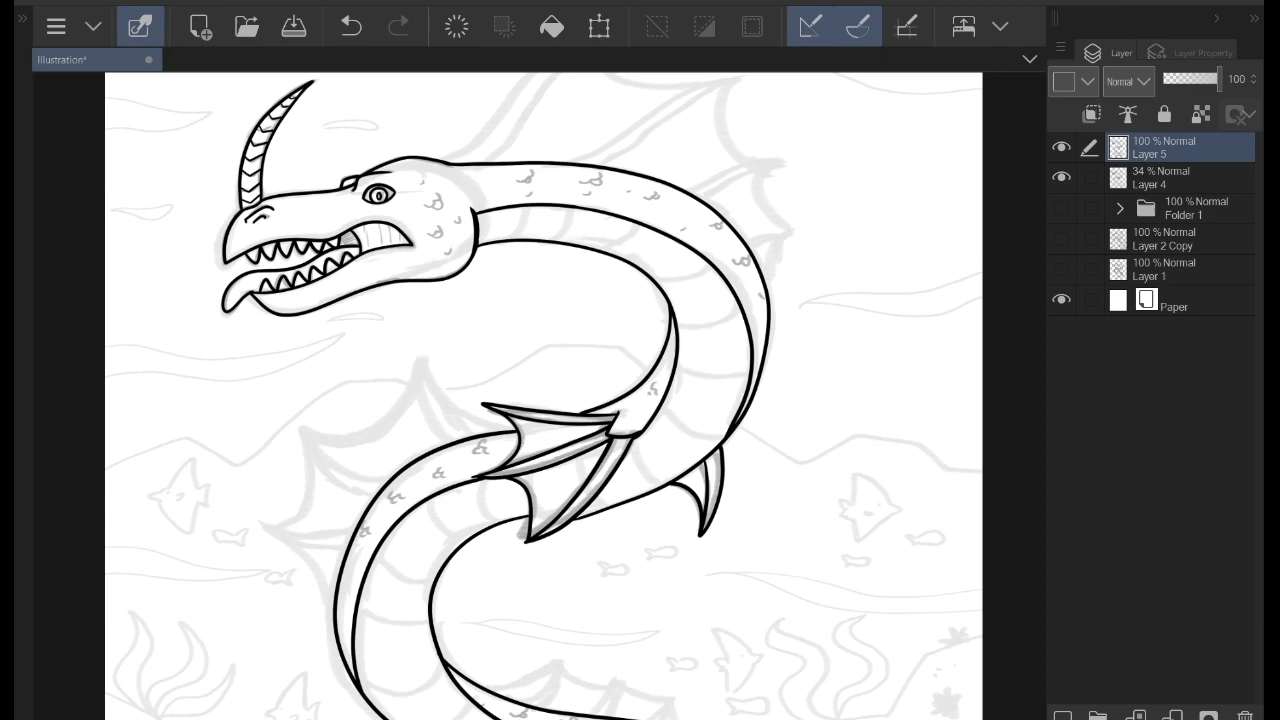 Illustration*
Layer
Layer Property
Normal
100
100 % Normal
Layer 5
34 % Normal
Layer 4
100 % Normal
Folder 1
100 % Normal
Layer 2 Copy
100 % Normal
Layer 1
Paper